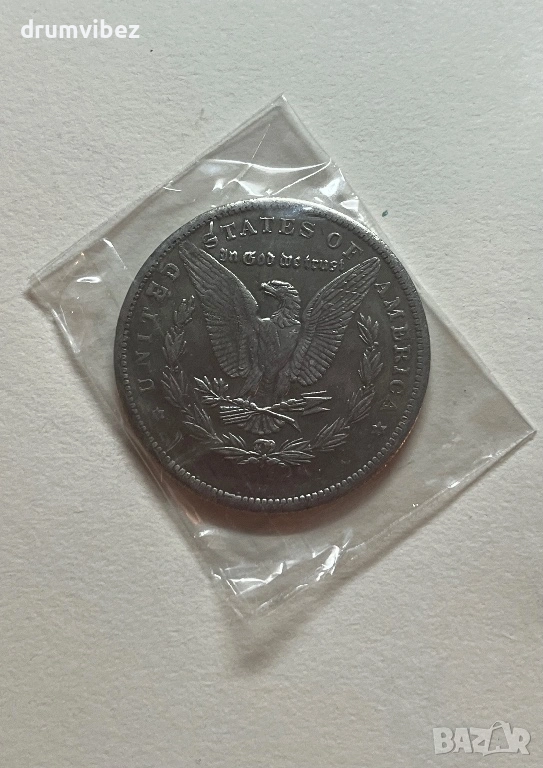 drumvibez
UNITED STATES OF AMERICA
In God we trust
BAZAR